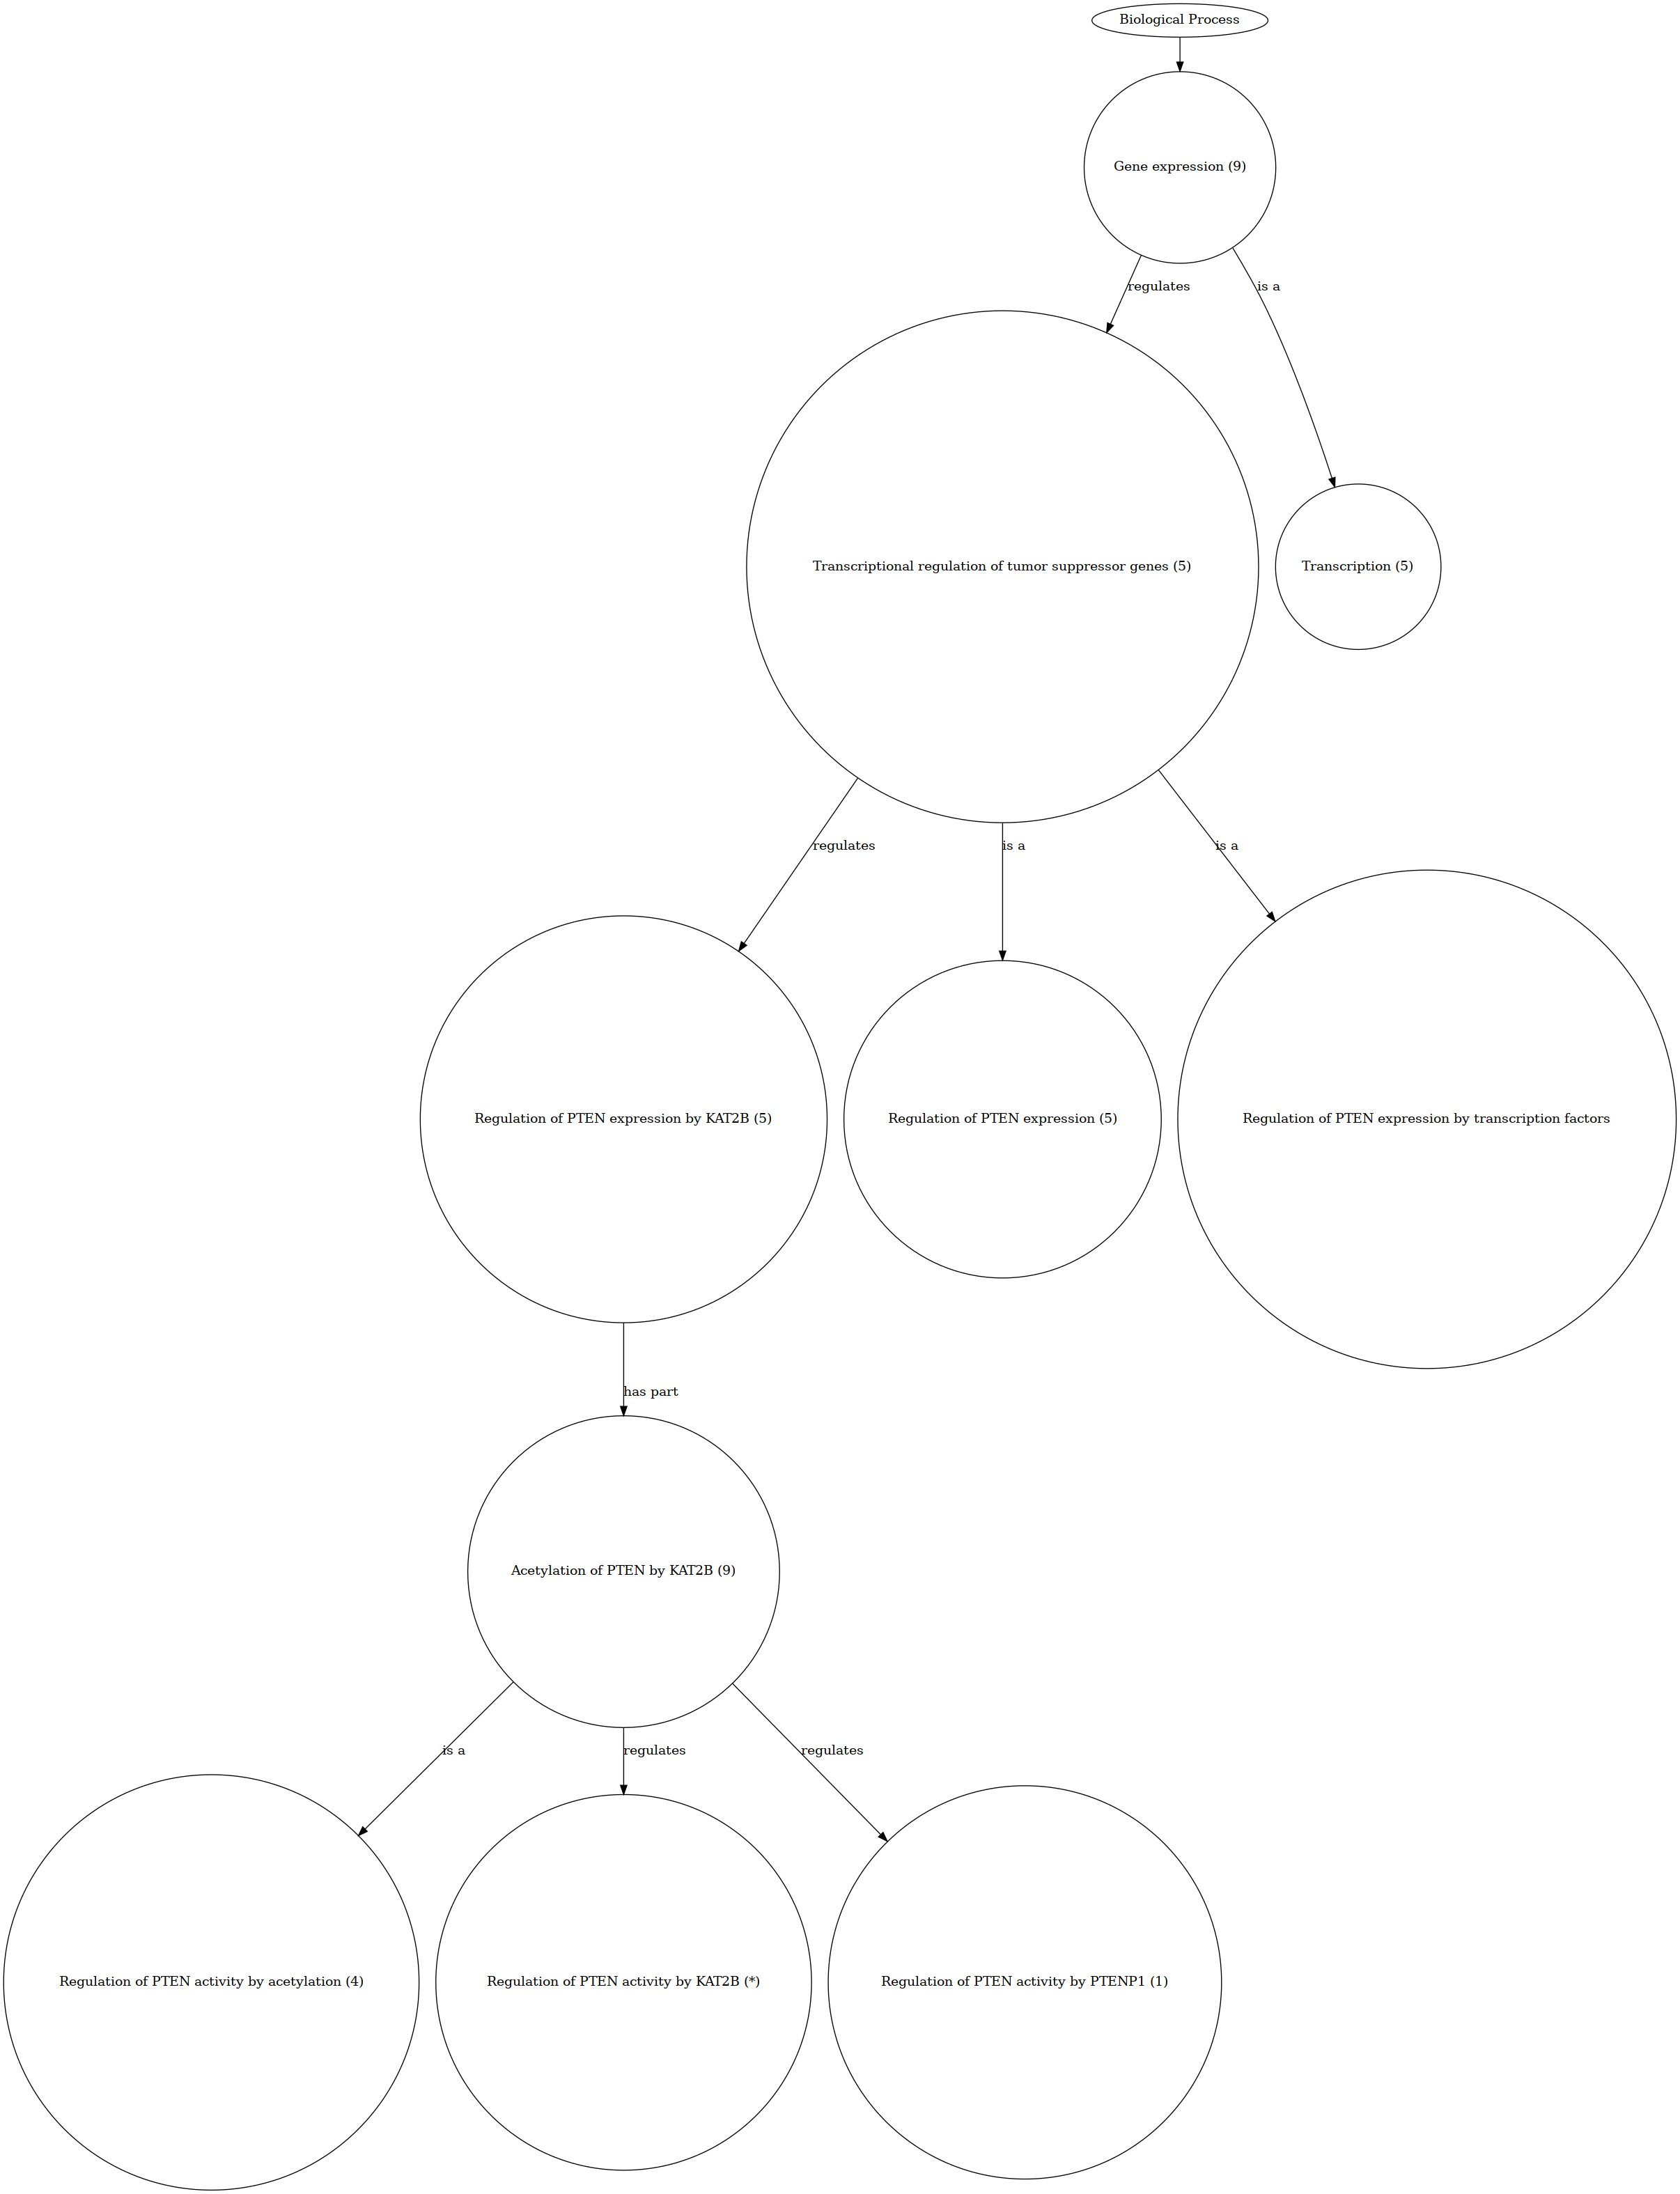 Biological Process
Gene expression (9)
regulates
is a
Transcriptional regulation of tumor suppressor genes (5)
Transcription (5)
regulates
is a
is a
Regulation of PTEN expression by KAT2B (5)
Regulation of PTEN expression (5)
Regulation of PTEN expression by transcription factors
has part
Acetylation of PTEN by KAT2B (9)
is a
regulates
regulates
Regulation of PTEN activity by acetylation (4)
Regulation of PTEN activity by KAT2B (*)
Regulation of PTEN activity by PTENP1 (1)